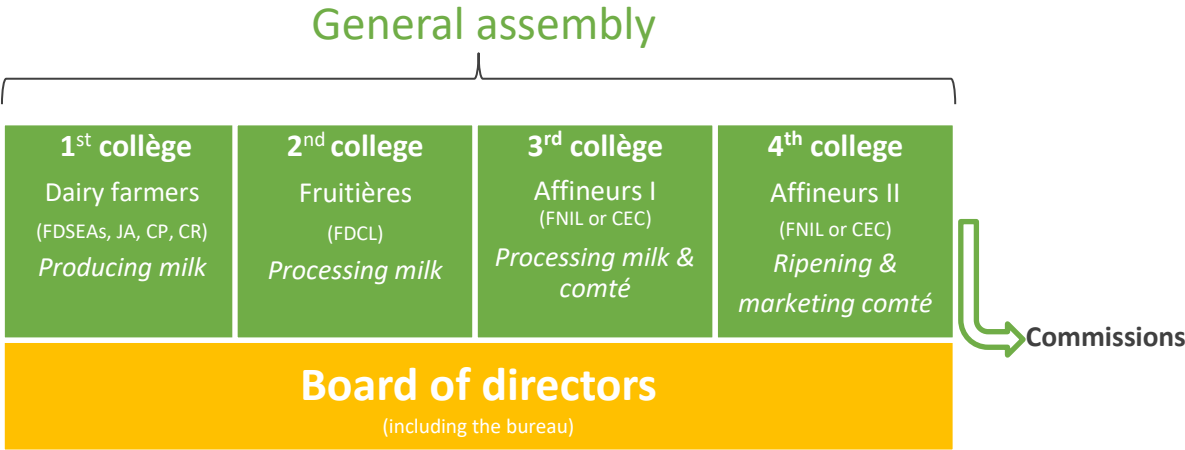 General assembly
1st collège
Dairy farmers
(FDSEAs, JA, CP, CR)
Producing milk
2nd college
Fruitières
(FDCL)
Processing milk
3rd collège
Affineurs I
(FNIL or CEC)
Processing milk &
comté
4th college
Affineurs II
(FNIL or CEC)
Ripening &
marketing comté
Commissions
Board of directors
(including the bureau)